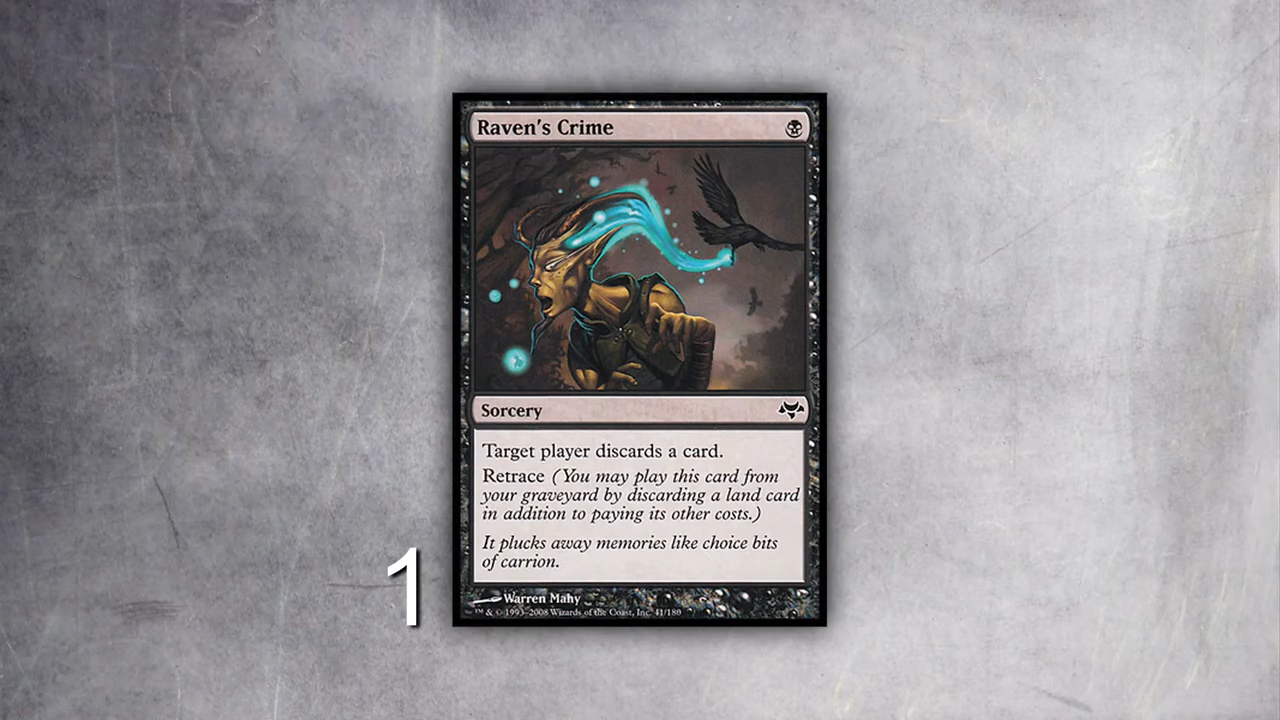 Raven's Crime
Sorcery
Target player discards a card.
Retrace (You may play this card from
your graveyard by discarding a land card
in addition to paying its other costs.)
It plucks away memories like choice bits
of carrion.
1
Warren Mahy
™ & © 1993–2008 Wizards of the Coast, Inc. 41/180